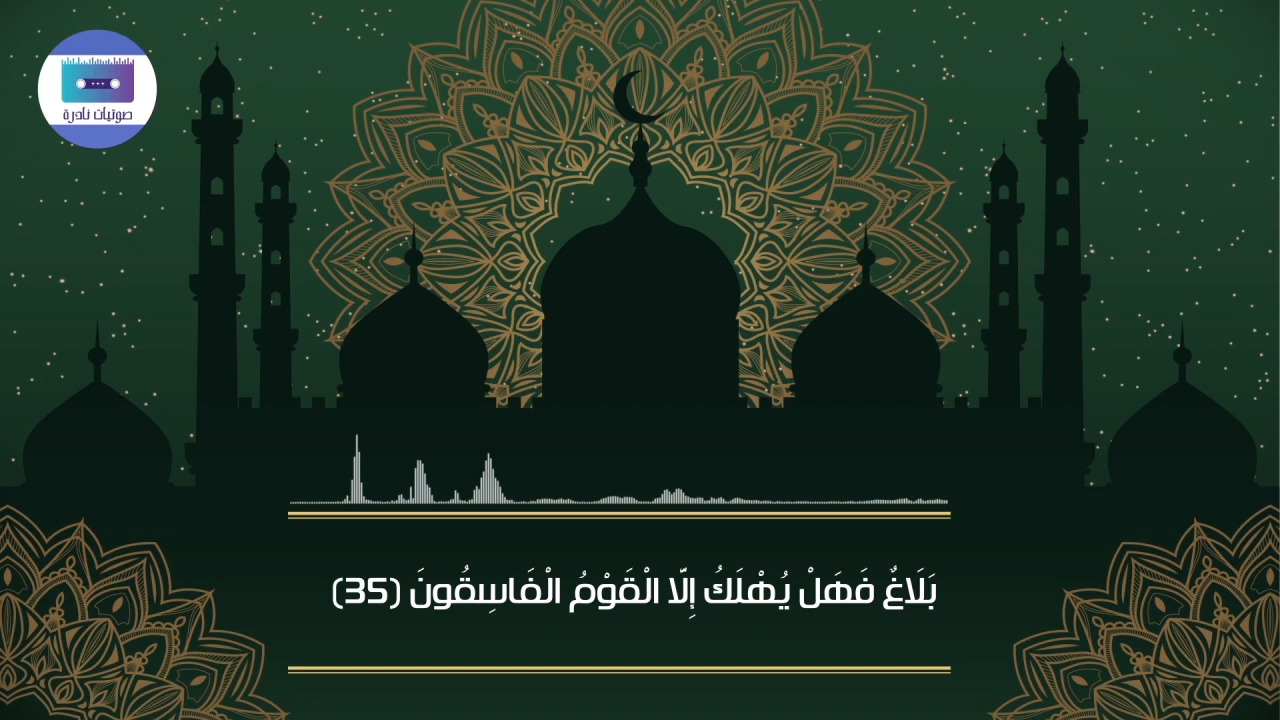 صوتيات نادرة
بَلَاغٌ فَهَلْ يُهْلَكُ إِلَّا الْقَوْمُ الْفَاسِقُونَ (35)